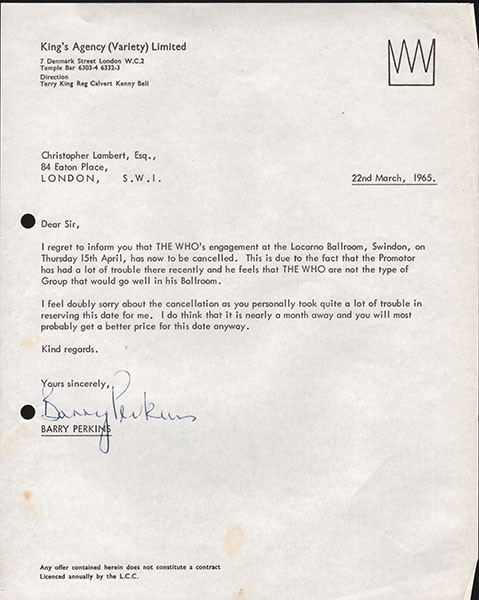 King's Agency (Variety) Limited
7 Denmark Street London W.C.2
Temple Bar 6303-4 6332-3
Direction
Terry King Reg Calvert Kenny Bell
Christopher Lambert, Esq.,
84 Eaton Place,
LONDON, S.W.1.
22nd March, 1965.
Dear Sir,
I regret to inform you that THE WHO's engagement at the Locarno Ballroom, Swindon, on
Thursday 15th April, has now to be cancelled. This is due to the fact that the Promotor
has had a lot of trouble there recently and he feels that THE WHO are not the type of
Group that would go well in his Ballroom.
I feel doubly sorry about the cancellation as you personally took quite a lot of trouble in
reserving this date for me. I do think that it is nearly a month away and you will most
probably get a better price for this date anyway.
Kind regards.
Yours sincerely,
Barry Perkins
BARRY PERKINS
Any offer contained herein does not constitute a contract
Licenced annually by the L.C.C.